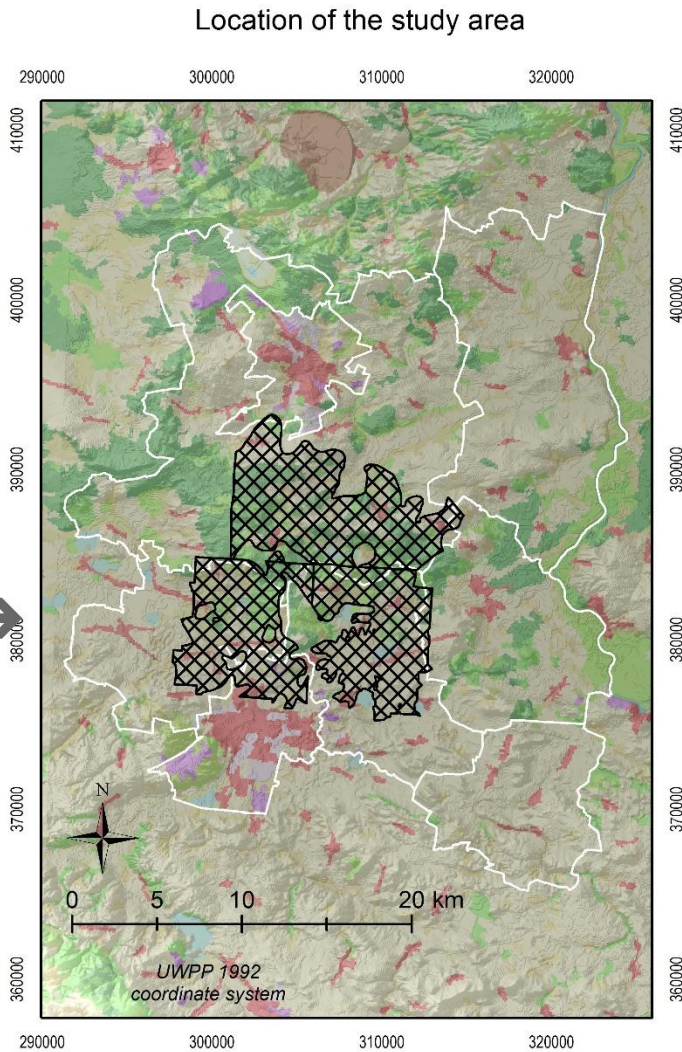 Location of the study area
290000 300000 310000 320000
410000 410000
400000 400000
390000 390000
380000 380000
370000 370000
N
0 5 10 20 km
UWPP 1992
coordinate system
360000 360000
290000 300000 310000 320000